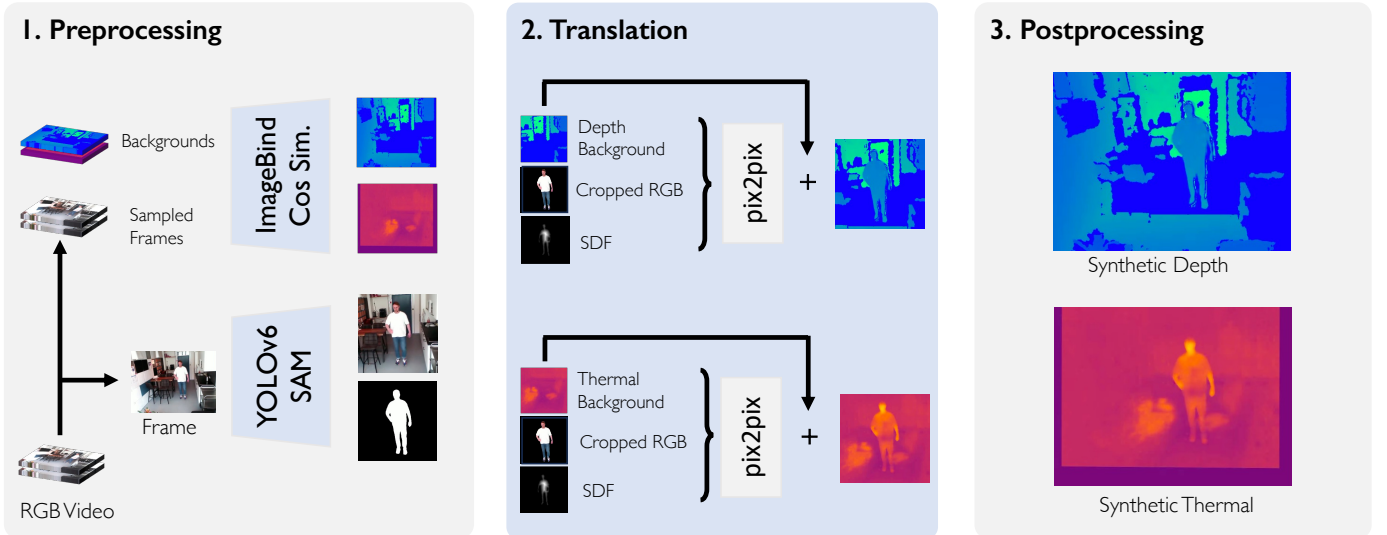 1. Preprocessing
Backgrounds
Sampled
Frames
ImageBind
Cos Sim.
Frame
YOLOv6
SAM
RGB Video
2. Translation
Depth
Background
Cropped RGB
SDF
pix2pix
+
Thermal
Background
Cropped RGB
SDF
pix2pix
+
3. Postprocessing
Synthetic Depth
Synthetic Thermal